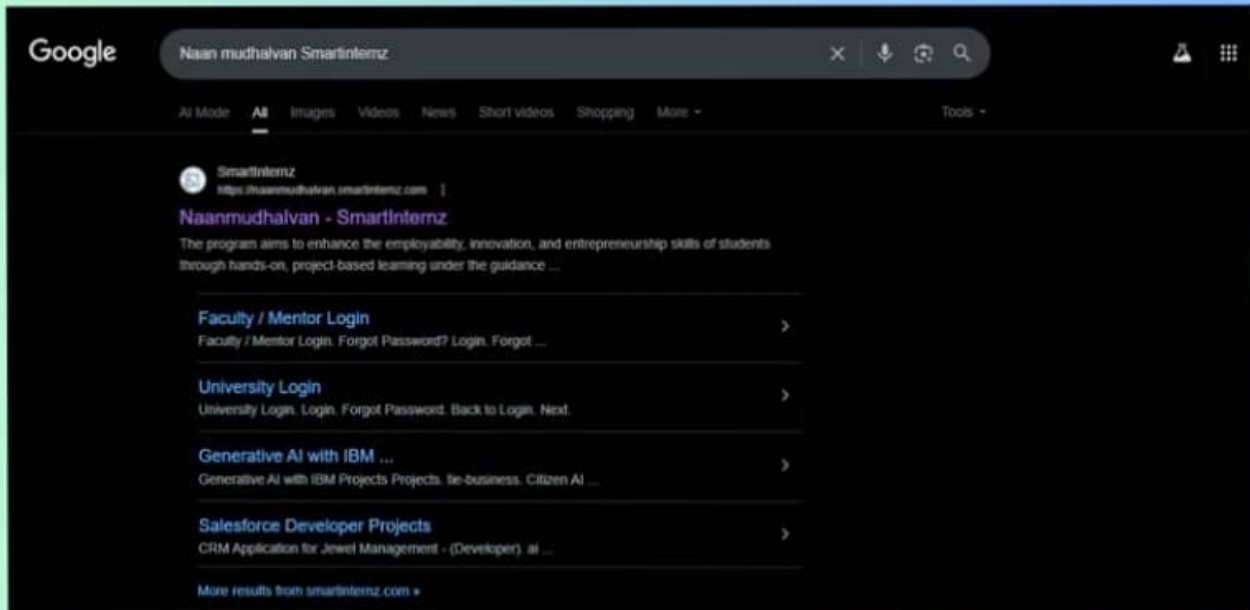 Google
Naan mudhalvan Smartinternz
AI Mode All Images Videos News Short videos Shopping More Tools
SmartInternz
https://naanmudhalvan.smartinternz.com
Naanmudhalvan - SmartInternz
The program aims to enhance the employability, innovation, and entrepreneurship skills of students
through hands-on, project-based learning under the guidance ...
Faculty / Mentor Login
Faculty / Mentor Login. Forgot Password? Login. Forgot ...
University Login
University Login. Login. Forgot Password. Back to Login. Next.
Generative AI with IBM ...
Generative AI with IBM Projects Projects. tie-business. Citizen AI ...
Salesforce Developer Projects
CRM Application for Jewel Management - (Developer). ai ...
More results from smartinternz.com »